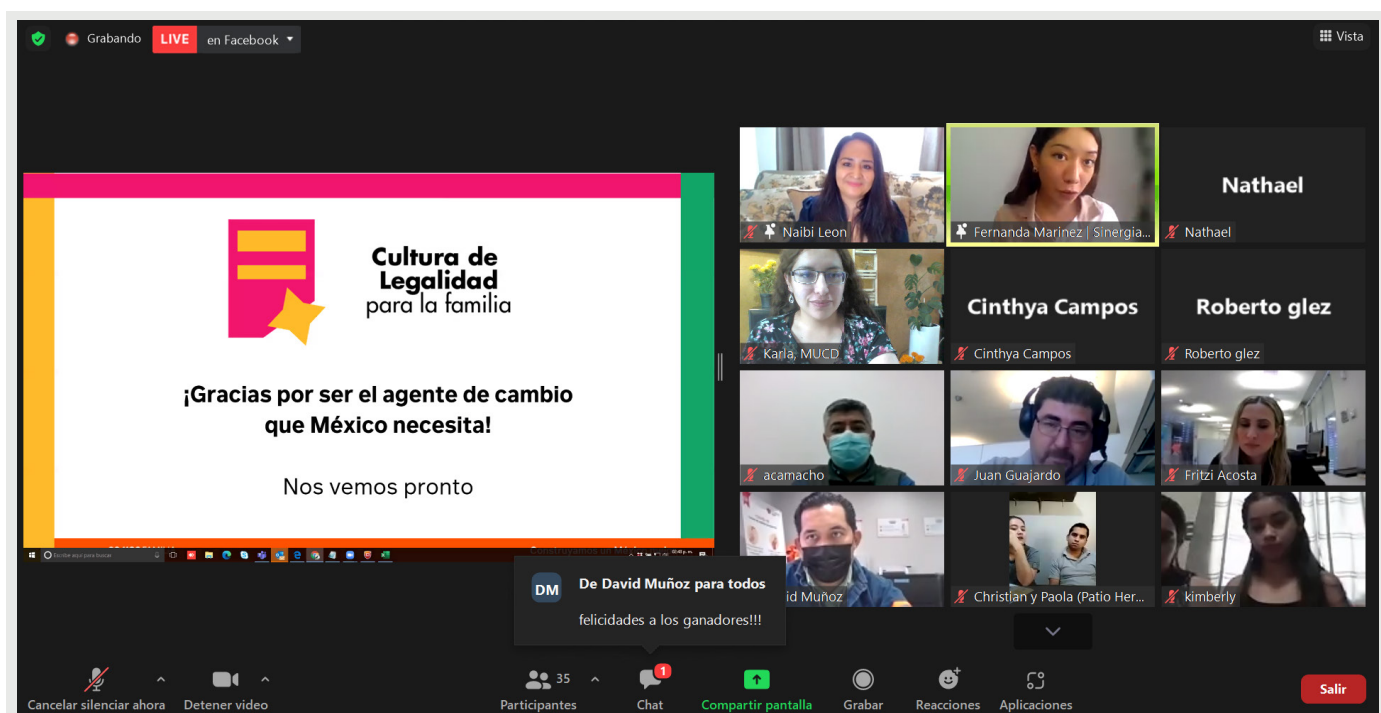 Grabando
LIVE
en Facebook
Vista
Cultura de
Legalidad
para la familia
¡Gracias por ser el agente de cambio
que México necesita!
Nos vemos pronto
Escribe aquí para buscar
Naibi Leon
Fernanda Marinez | Sinergia...
Nathael
Nathael
Karla, MUCD
Cinthya Campos
Cinthya Campos
Roberto glez
Roberto glez
acamacho
Juan Guajardo
Fritzi Acosta
id Muñoz
Christian y Paola (Patio Her...
kimberly
DM
De David Muñoz para todos
felicidades a los ganadores!!!
Cancelar silenciar ahora
Detener video
35
Participantes
1
Chat
Compartir pantalla
Grabar
Reacciones
Aplicaciones
Salir